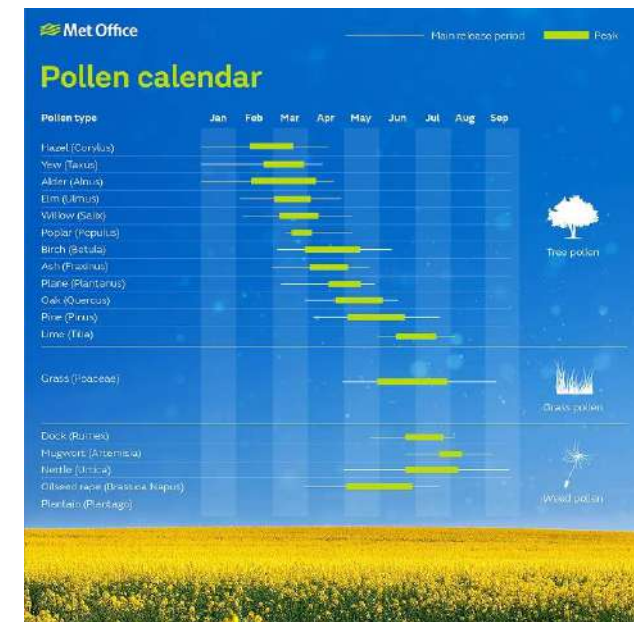 Met Office
Main release period Peak
Pollen calendar
Pollen type Jan Feb Mar Apr May Jun Jul Aug Sep
Hazel (Corylus)
Yew (Taxus)
Alder (Alnus)
Elm (Ulmus)
Willow (Salix)
Poplar (Populus)
Birch (Betula)
Tree pollen
Ash (Fraxinus)
Plane (Plantanus)
Oak (Quercus)
Pine (Pinus)
Lime (Tilia)
Grass (Poaceae)
Grass pollen
Dock (Rumex)
Mugwort (Artemisia)
Nettle (Urtica)
Oilseed rape (Brassica Napus)
Weed pollen
Plantain (Plantago)